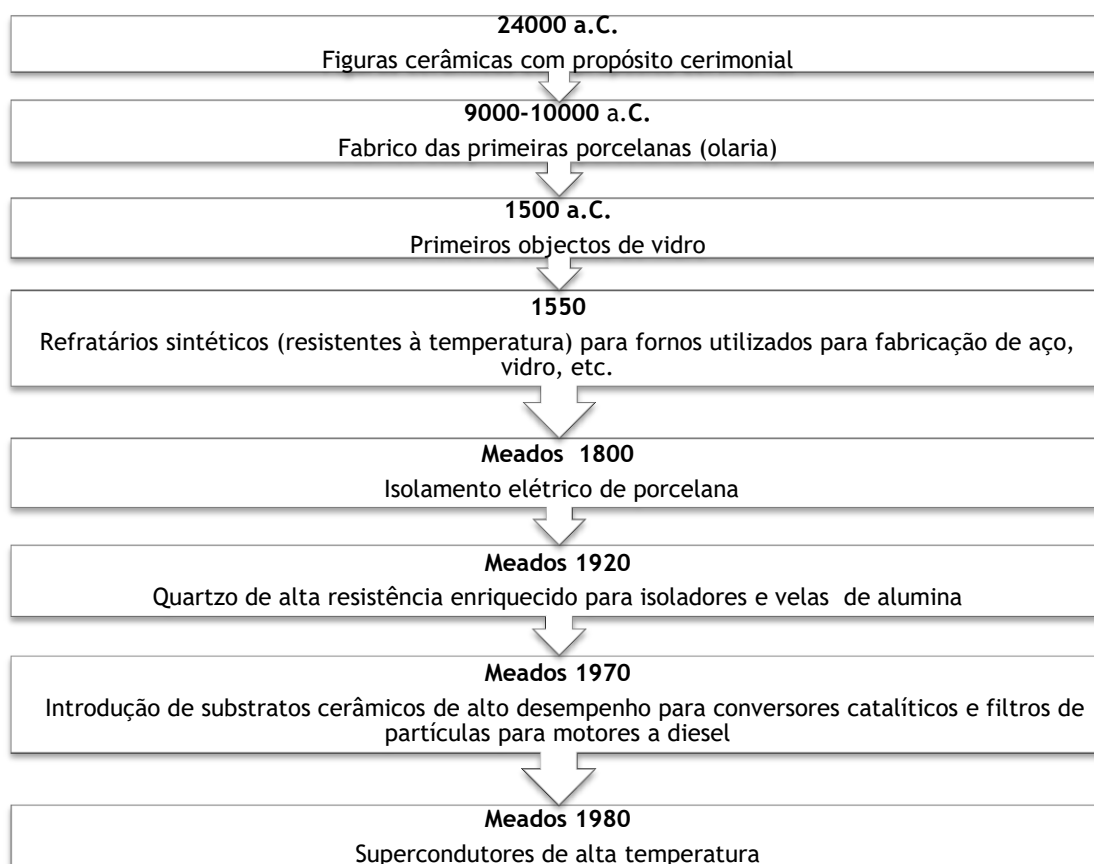 24000 a.C.
Figuras cerâmicas com propósito cerimonial
9000-10000 a.C.
Fabrico das primeiras porcelanas (olaria)
1500 a.C.
Primeiros objectos de vidro
1550
Refratários sintéticos (resistentes à temperatura) para fornos utilizados para fabricação de aço,
vidro, etc.
Meados 1800
Isolamento elétrico de porcelana
Meados 1920
Quartzo de alta resistência enriquecido para isoladores e velas de alumina
Meados 1970
Introdução de substratos cerâmicos de alto desempenho para conversores catalíticos e filtros de
partículas para motores a diesel
Meados 1980
Supercondutores de alta temperatura